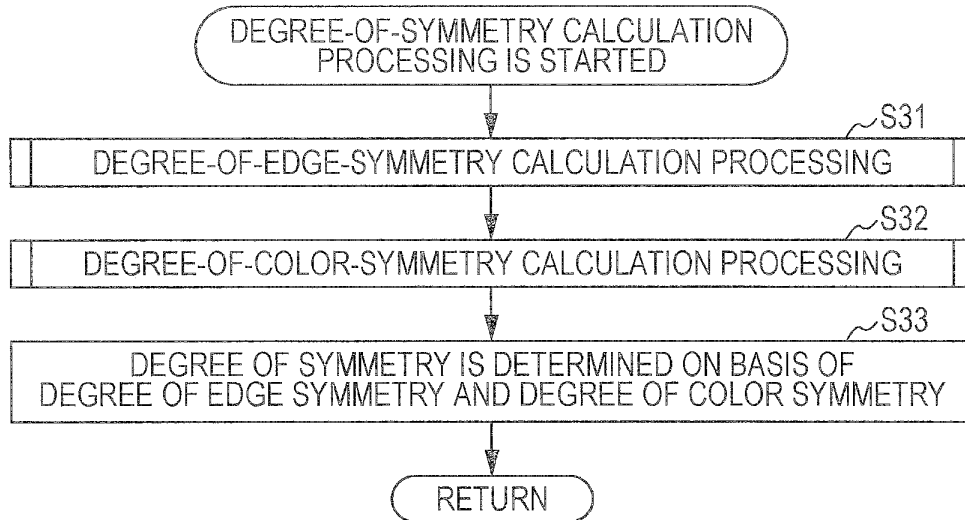 DEGREE-OF-SYMMETRY CALCULATION
PROCESSING IS STARTED
S31
DEGREE-OF-EDGE-SYMMETRY CALCULATION PROCESSING
S32
DEGREE-OF-COLOR-SYMMETRY CALCULATION PROCESSING
S33
DEGREE OF SYMMETRY IS DETERMINED ON BASIS OF
DEGREE OF EDGE SYMMETRY AND DEGREE OF COLOR SYMMETRY
RETURN